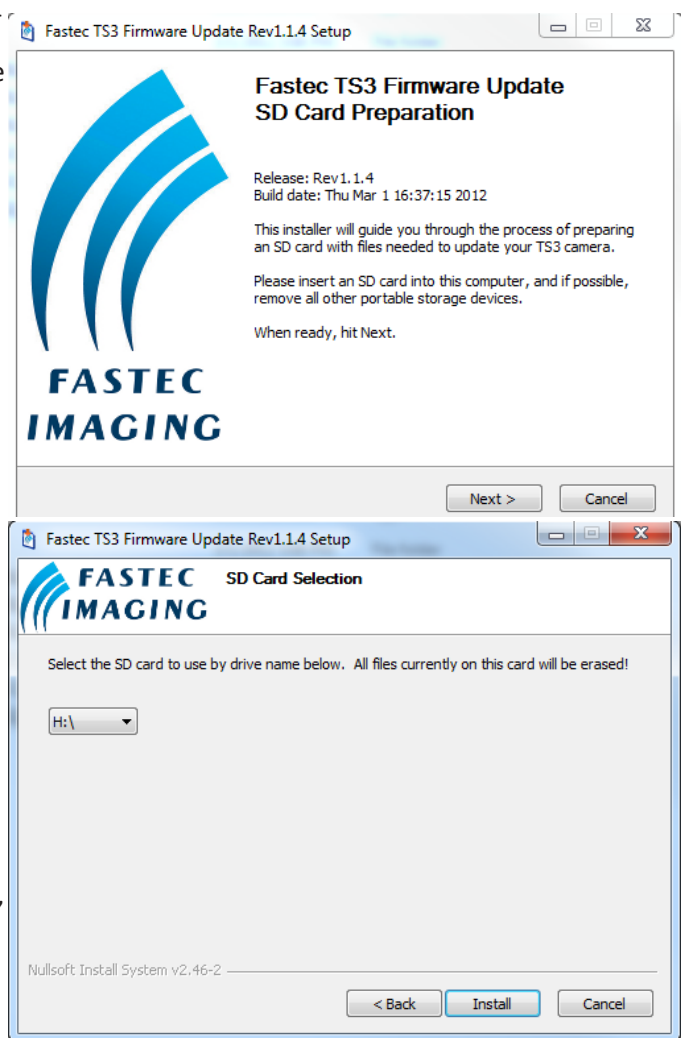 Fastec TS3 Firmware Update Rev1.1.4 Setup
e
Fastec TS3 Firmware Update
SD Card Preparation
Release: Rev1.1.4
Build date: Thu Mar 1 16:37:15 2012
This installer will guide you through the process of preparing
an SD card with files needed to update your TS3 camera.
Please insert an SD card into this computer, and if possible,
remove all other portable storage devices.
When ready, hit Next.
FASTEC
IMAGING
Next >
Cancel
Fastec TS3 Firmware Update Rev1.1.4 Setup
FASTEC
IMAGING
SD Card Selection
Select the SD card to use by drive name below. All files currently on this card will be erased!
H:\
Nullsoft Install System v2.46-2
< Back
Install
Cancel